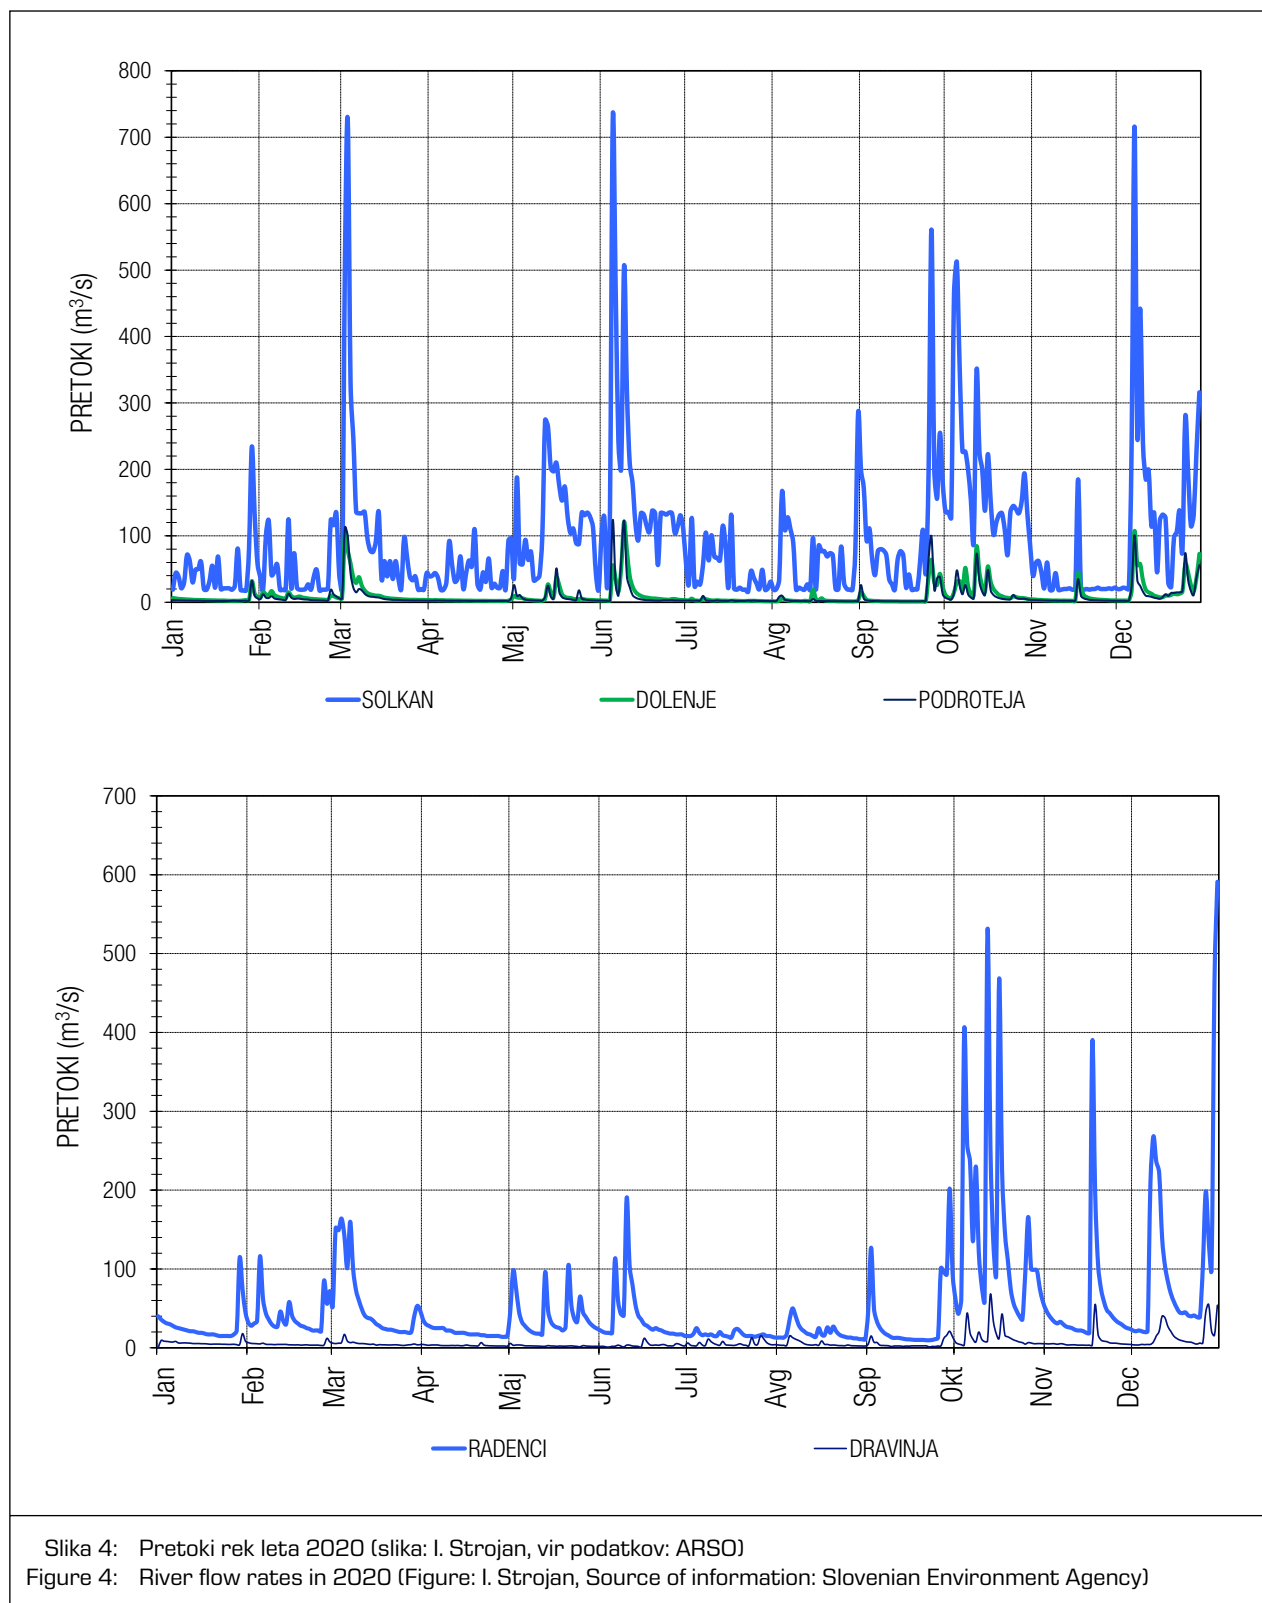 800
700
600
500
400
300
200
100
0
PRETOKI (m³/s)
Jan Feb Mar Apr Maj Jun Jul Avg Sep Okt Nov Dec
SOLKAN DOLENJE PODROTEJA
700
600
500
400
300
200
100
0
PRETOKI (m³/s)
Jan Feb Mar Apr Maj Jun Jul Avg Sep Okt Nov Dec
RADENCI DRAVINJA
Slika 4: Pretoki rek leta 2020 (slika: I. Strojan, vir podatkov: ARSO)
Figure 4: River flow rates in 2020 (Figure: I. Strojan, Source of information: Slovenian Environment Agency)